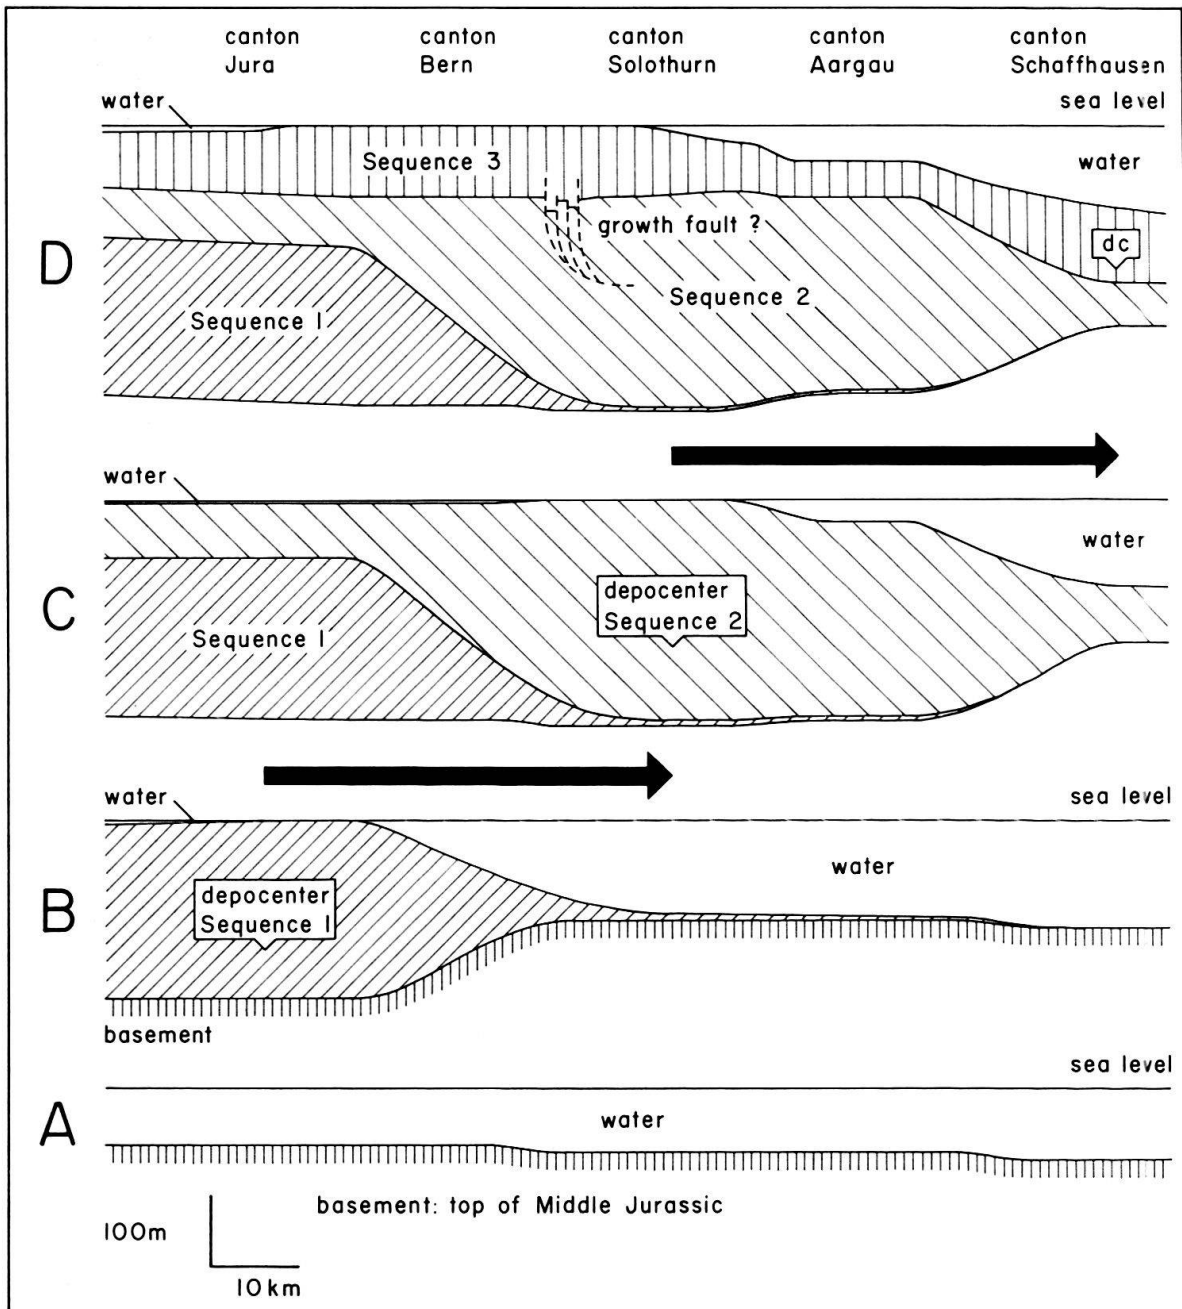 canton Jura
canton Bern
canton Solothurn
canton Aargau
canton Schaffhausen
water
sea level
Sequence 3
water
D
growth fault ?
dc
Sequence 2
Sequence 1
water
C
depocenter
Sequence 2
water
Sequence 1
water
sea level
B
water
depocenter
Sequence 1
basement
sea level
A
water
basement: top of Middle Jurassic
100m
10 km